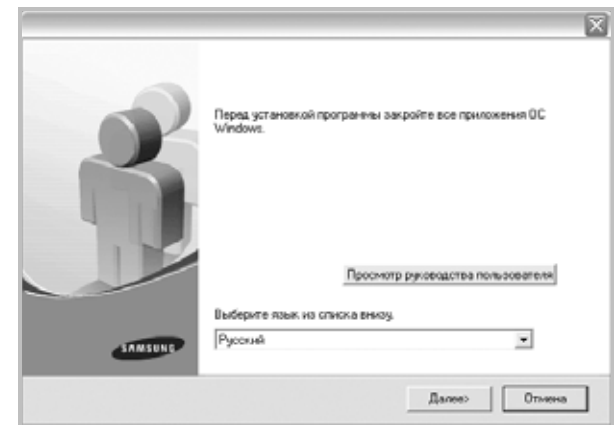 Перед установкой программы закройте все приложения ОС
Windows.
Просмотр руководства пользователя
Выберите язык из списка внизу.
Русский
SAMSUNG
Далее>
Отмена